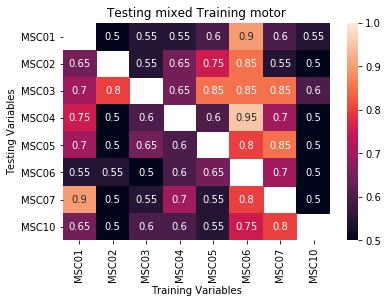 Testing mixed Training motor
MSC01 0.5 0.55 0.55 0.6 0.9 0.6 0.55
MSC02 0.65 0.55 0.65 0.75 0.85 0.55 0.5
MSC03 0.7 0.8 0.65 0.85 0.85 0.85 0.6
MSC04 0.75 0.5 0.6 0.6 0.95 0.7 0.5
MSC05 0.7 0.5 0.65 0.6 0.8 0.85 0.5
MSC06 0.55 0.55 0.5 0.6 0.65 0.7 0.5
MSC07 0.9 0.5 0.55 0.7 0.55 0.8 0.5
MSC10 0.65 0.5 0.6 0.6 0.55 0.75 0.8
MSC01 MSC02 MSC03 MSC04 MSC05 MSC06 MSC07 MSC10
Training Variables
Testing Variables
1.0
0.9
0.8
0.7
0.6
0.5